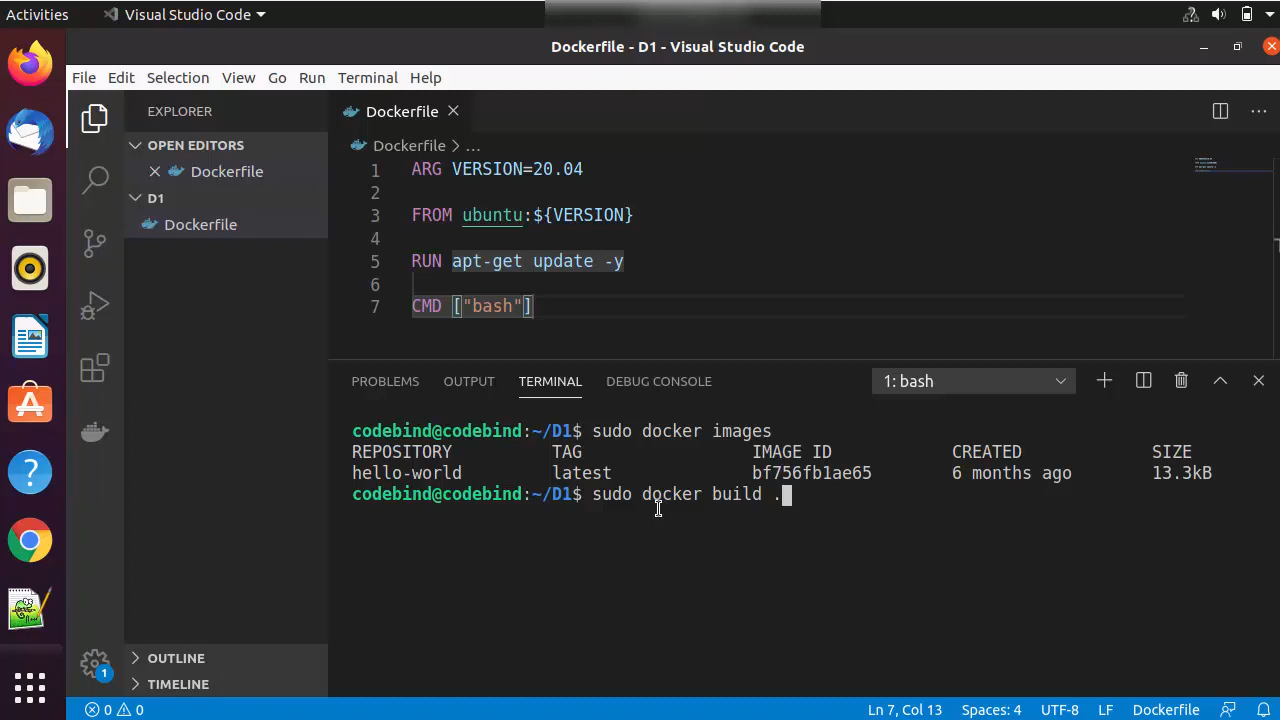 Activities
Visual Studio Code
Dockerfile - D1 - Visual Studio Code
File Edit Selection View Go Run Terminal Help
EXPLORER
OPEN EDITORS
Dockerfile
D1
Dockerfile
OUTLINE
TIMELINE
Dockerfile
Dockerfile > ...
1 ARG VERSION=20.04
2
3 FROM ubuntu:${VERSION}
4
5 RUN apt-get update -y
6
7 CMD ["bash"]
PROBLEMS OUTPUT TERMINAL DEBUG CONSOLE
1: bash
codebind@codebind:~/D1$ sudo docker images
REPOSITORY TAG IMAGE ID CREATED SIZE
hello-world latest bf756fb1ae65 6 months ago 13.3kB
codebind@codebind:~/D1$ sudo docker build .
1
0 0
Ln 7, Col 13 Spaces: 4 UTF-8 LF Dockerfile